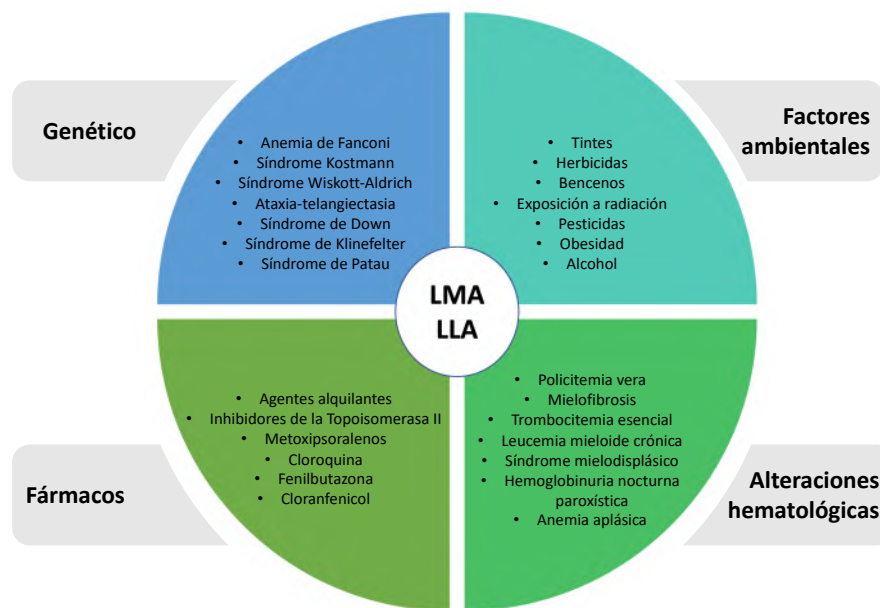 Genético
• Anemia de Fanconi
• Síndrome Kostmann
• Síndrome Wiskott-Aldrich
• Ataxia-telangiectasia
• Síndrome de Down
• Síndrome de Klinefelter
• Síndrome de Patau
Factores
ambientales
• Tintes
• Herbicidas
• Bencenos
• Exposición a radiación
• Pesticidas
• Obesidad
• Alcohol
LMA
LLA
Fármacos
• Agentes alquilantes
• Inhibidores de la Topoisomerasa II
• Metoxipsoralenos
• Cloroquina
• Fenilbutazona
• Cloranfenicol
• Policitemia vera
• Mielofibrosis
• Trombocitemia esencial
• Leucemia mieloide crónica
• Síndrome mielodisplásico
• Hemoglobinuria nocturna
paroxística
• Anemia aplásica
Alteraciones
hematológicas